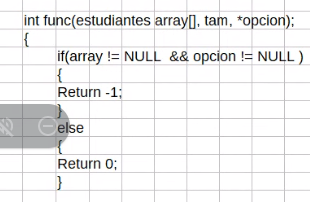 int func(estudiantes array[], tam, *opcion);
{
if(array != NULL && opcion != NULL )
{
Return -1;
}
else
{
Return 0;
}